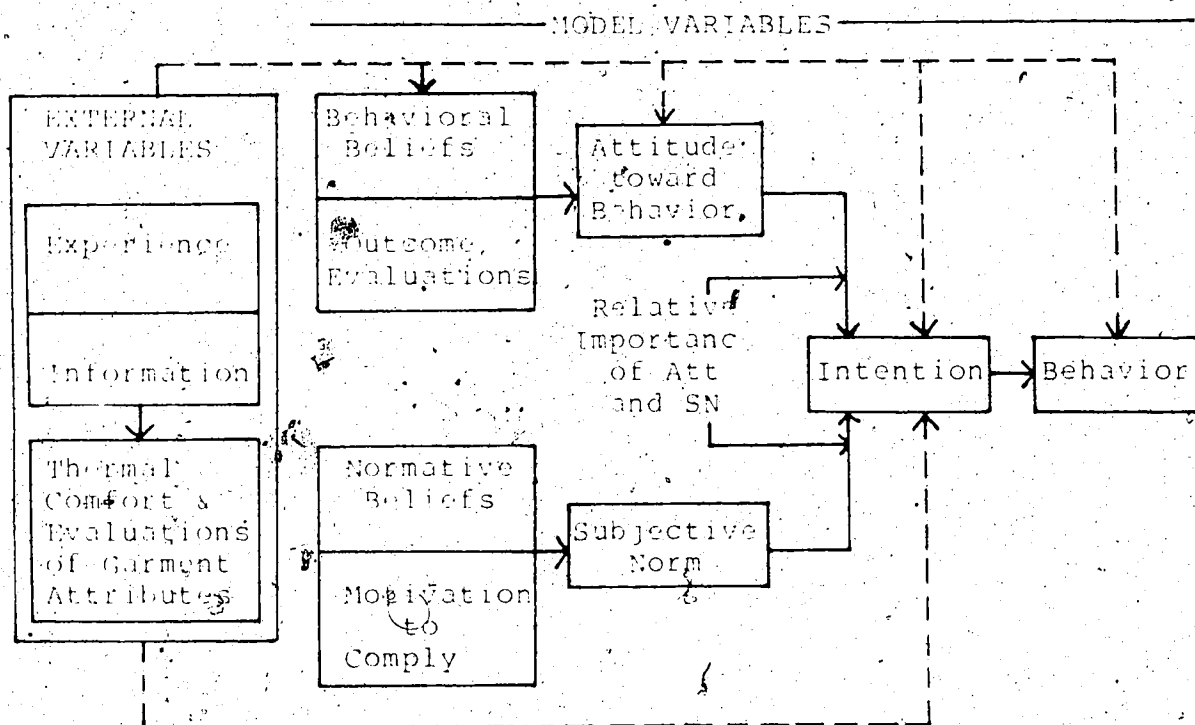 MODEL VARIABLES
EXTERNAL
VARIABLES
Experience
Information
Thermal
Comfort &
Evaluations
of Garment
Attributes
Behavioral
Beliefs
Outcome
Evaluations
Normative
Beliefs
Motivation
to
Comply
Attitude
toward
Behavior
Relative
Importanc
of Att
and SN
Subjective
Norm
Intention
Behavior